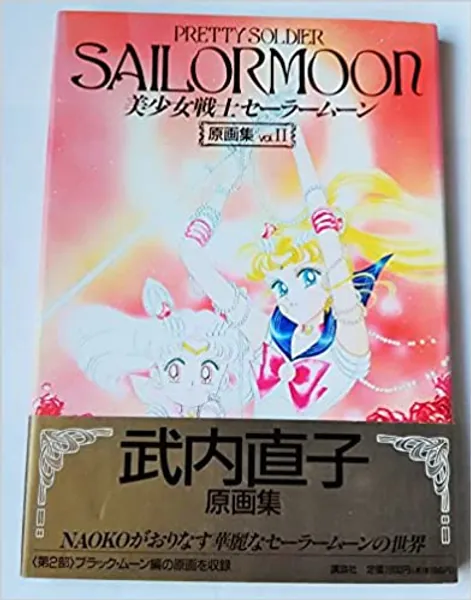 PRETTY SOLDIER
SAILORMOON
美少女戦士セーラームーン
原画集 VOL II
武内直子
原画集
NAOKOがおりなす華麗なセーラームーンの世界
〈第2部〉ブラック・ムーン編の原画を収録
講談社 定価